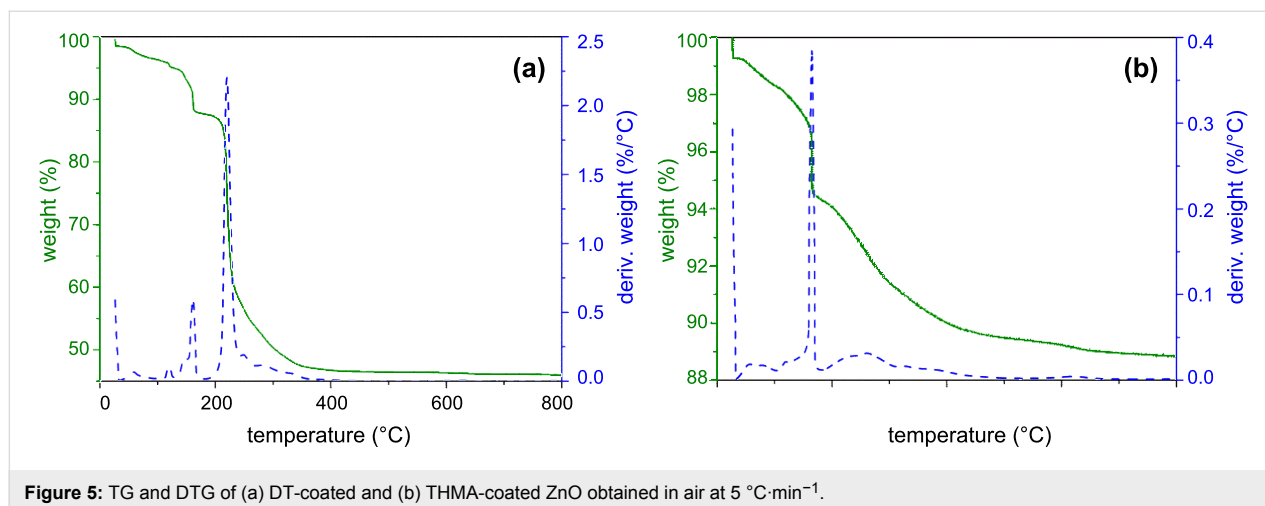 (a)
100
90
80
70
60
50
weight (%)
2.5
2.0
1.5
1.0
0.5
0.0
deriv. weight (%/°C)
0 200 400 600 800
temperature (°C)
(b)
100
98
96
94
92
90
88
weight (%)
0.4
0.3
0.2
0.1
0.0
deriv. weight (%/°C)
temperature (°C)
Figure 5: TG and DTG of (a) DT-coated and (b) THMA-coated ZnO obtained in air at 5 °C·min⁻¹.